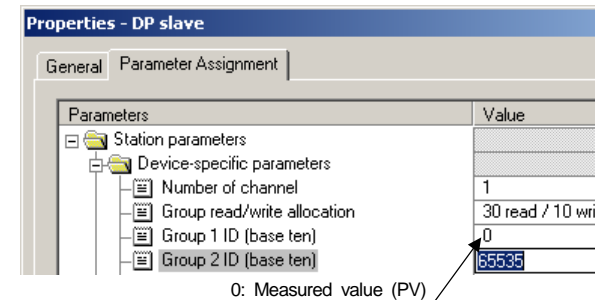 Properties - DP slave
General Parameter Assignment
Parameters Value
Station parameters
Device-specific parameters
Number of channel 1
Group read/write allocation 30 read / 10 wri
Group 1 ID (base ten) 0
Group 2 ID (base ten) 65535
0: Measured value (PV)